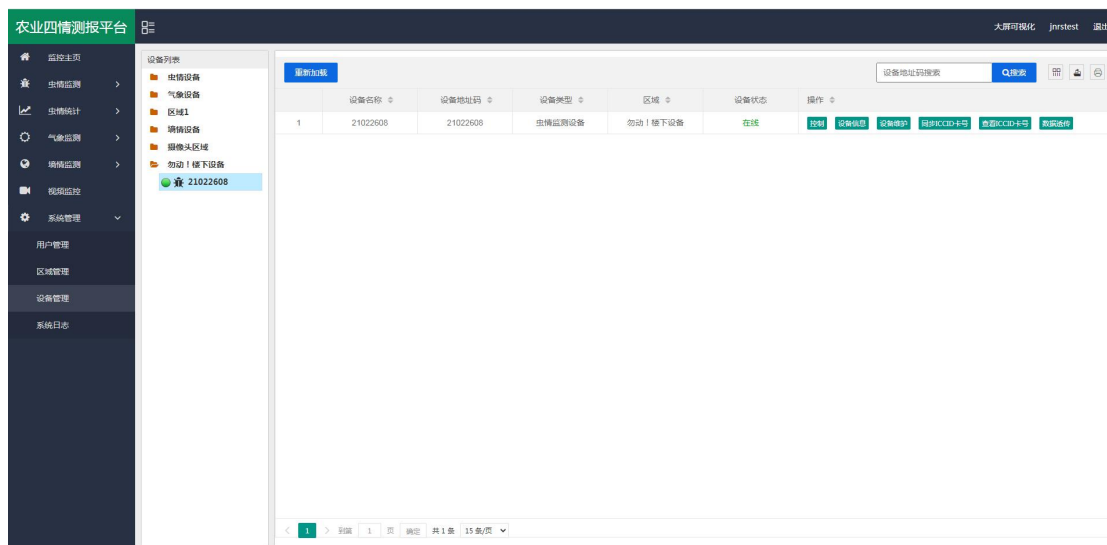 农业四情测报平台
大屏可视化 jnrstest 退出
监控主页
虫情监测
虫情统计
气象监测
墒情监测
视频监控
系统管理
用户管理
区域管理
设备管理
系统日志
设备列表
虫情设备
气象设备
区域1
墒情设备
摄像头区域
勿动！楼下设备
21022608
重新加载 设备地址码搜索 搜索
设备名称 设备地址码 设备类型 区域 设备状态 操作
1 21022608 21022608 虫情监测设备 勿动！楼下设备 在线 控制 设备信息 设备维护 同步ICCID卡号 查看ICCID卡号 数据透传
1 到第 1 页 确定 共 1 条 15 条/页